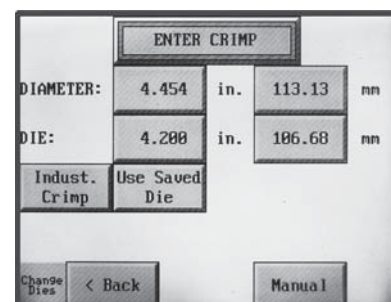 ENTER CRIMP
DIAMETER: 4.454 in. 113.13 mm
DIE: 4.200 in. 106.68 mm
Indust. Use Saved
Crimp Die
Change
Dies < Back Manual